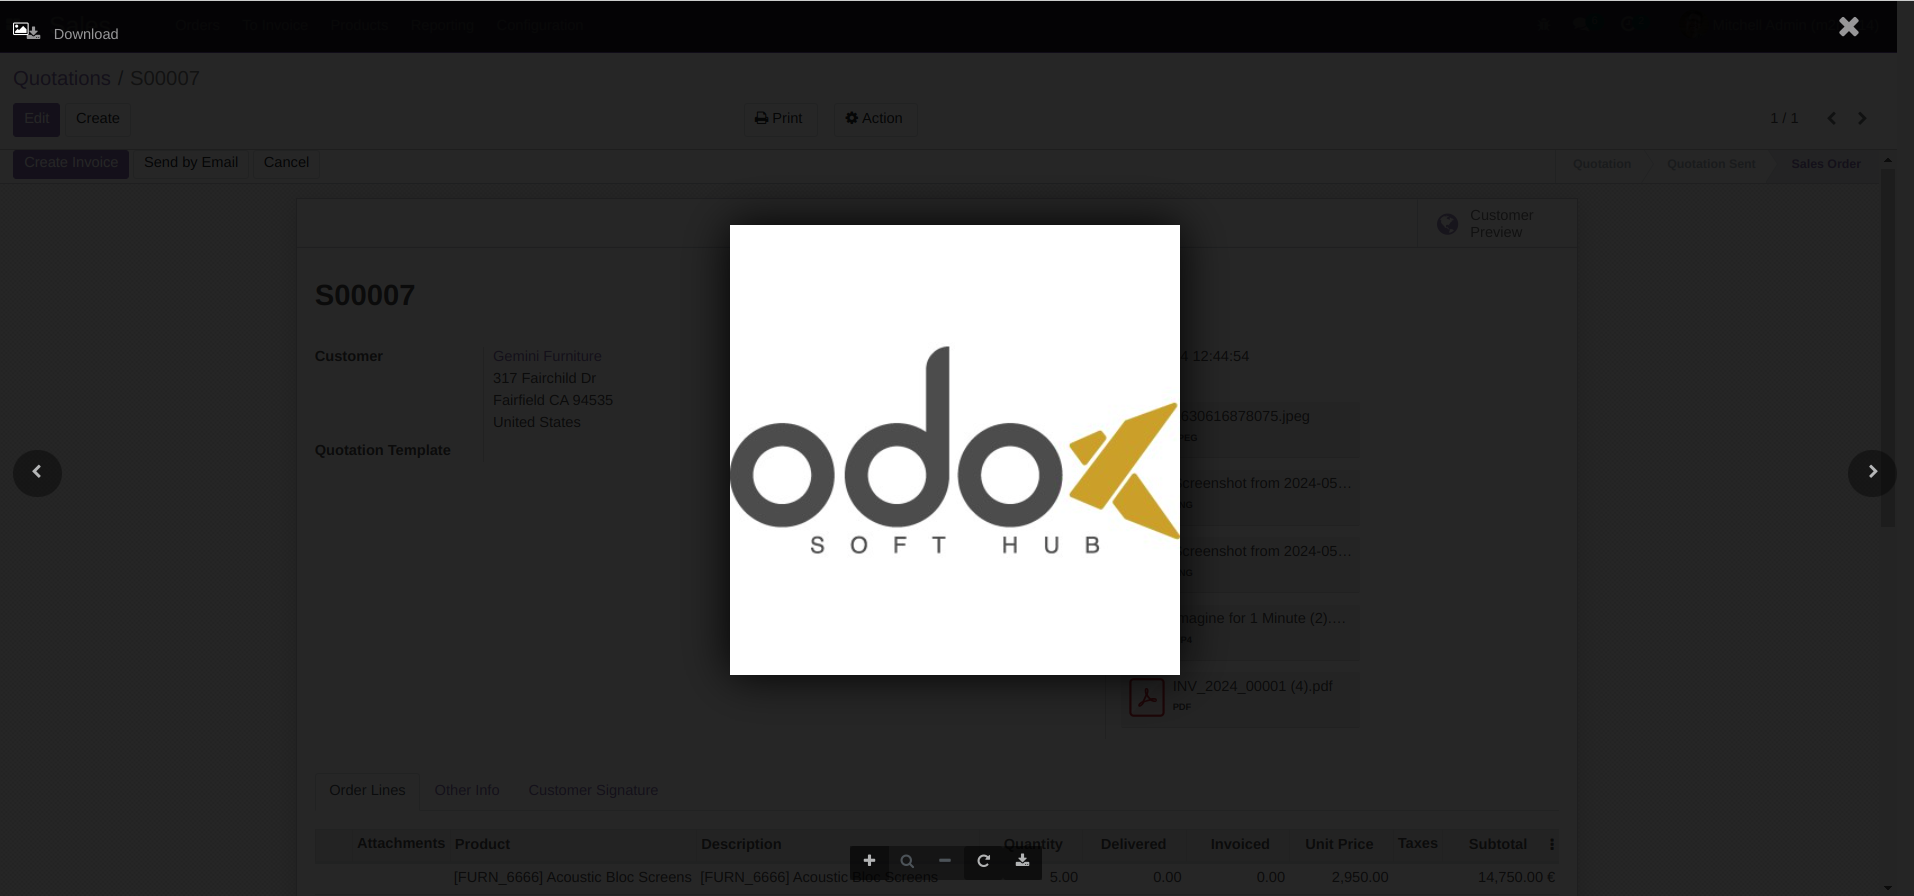 Download
Quotations / S00007
Edit Create Print Action 1 / 1
Create Invoice Send by Email Cancel Quotation Quotation Sent Sales Order
Customer
Preview
S00007
Customer Gemini Furniture 12:44:54
317 Fairchild Dr
Fairfield CA 94535
United States
630616878075.jpeg
Quotation Template
creenshot from 2024-05...
creenshot from 2024-05...
magine for 1 Minute (2)....
INV_2024_00001 (4).pdf
PDF
odox
SOFT HUB
Order Lines Other Info Customer Signature
Attachments Product Description Quantity Delivered Invoiced Unit Price Taxes Subtotal
[FURN_6666] Acoustic Bloc Screens [FURN_6666] Acoustic Bloc Screens 5.00 0.00 0.00 2,950.00 14,750.00 €